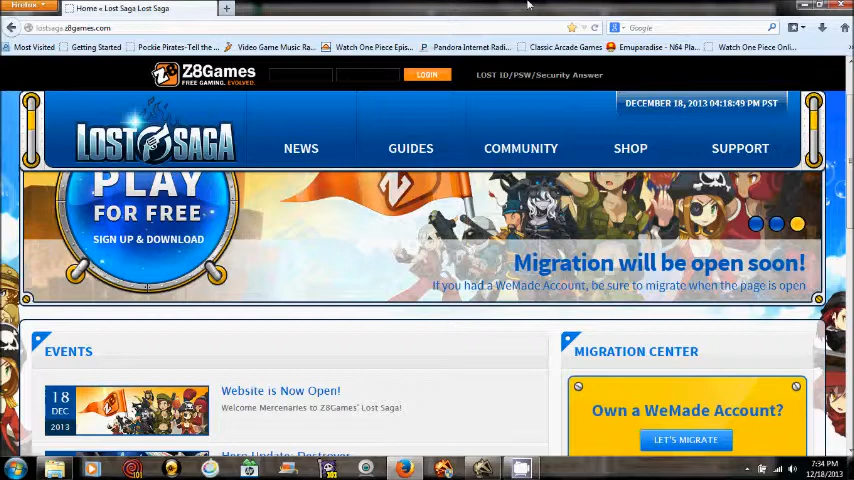 Firefox
Home « Lost Saga Lost Saga
+
lostsaga.z8games.com
Google
Most Visited
Getting Started
Pockie Pirates-Tell the ...
Video Game Music Ra...
Watch One Piece Epis...
Pandora Internet Radi...
Classic Arcade Games
Emuparadise - N64 Pla...
Watch One Piece Onli...
Z8Games
FREE GAMING. EVOLVED.
LOGIN
LOST ID/PSW/Security Answer
DECEMBER 18, 2013 04:18:49 PM PST
LOST SAGA
NEWS
GUIDES
COMMUNITY
SHOP
SUPPORT
PLAY
FOR FREE
SIGN UP & DOWNLOAD
Migration will be open soon!
If you had a WeMade Account, be sure to migrate when the page is open
EVENTS
MIGRATION CENTER
18
DEC
2013
Website is Now Open!
Welcome Mercenaries to Z8Games' Lost Saga!
Own a WeMade Account?
LET'S MIGRATE
Hero Update: Destroyer
7:34 PM
12/18/2013